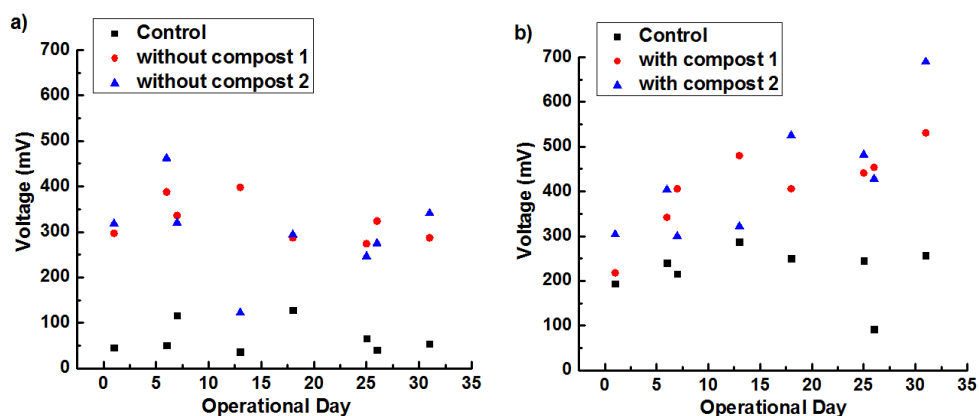 a)
Control
without compost 1
without compost 2
700
600
500
400
300
200
100
0
Voltage (mV)
0 5 10 15 20 25 30 35
Operational Day
b)
Control
with compost 1
with compost 2
700
600
500
400
300
200
100
0
Voltage (mV)
0 5 10 15 20 25 30 35
Operational Day